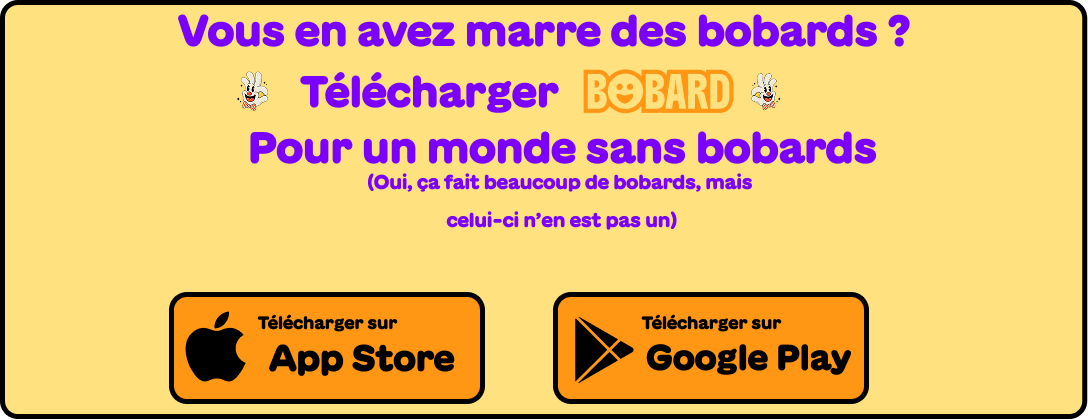 Vous en avez marre des bobards ?
Télécharger BOBARD
Pour un monde sans bobards
(Oui, ça fait beaucoup de bobards, mais
celui-ci n’en est pas un)
Télécharger sur
App Store
Télécharger sur
Google Play